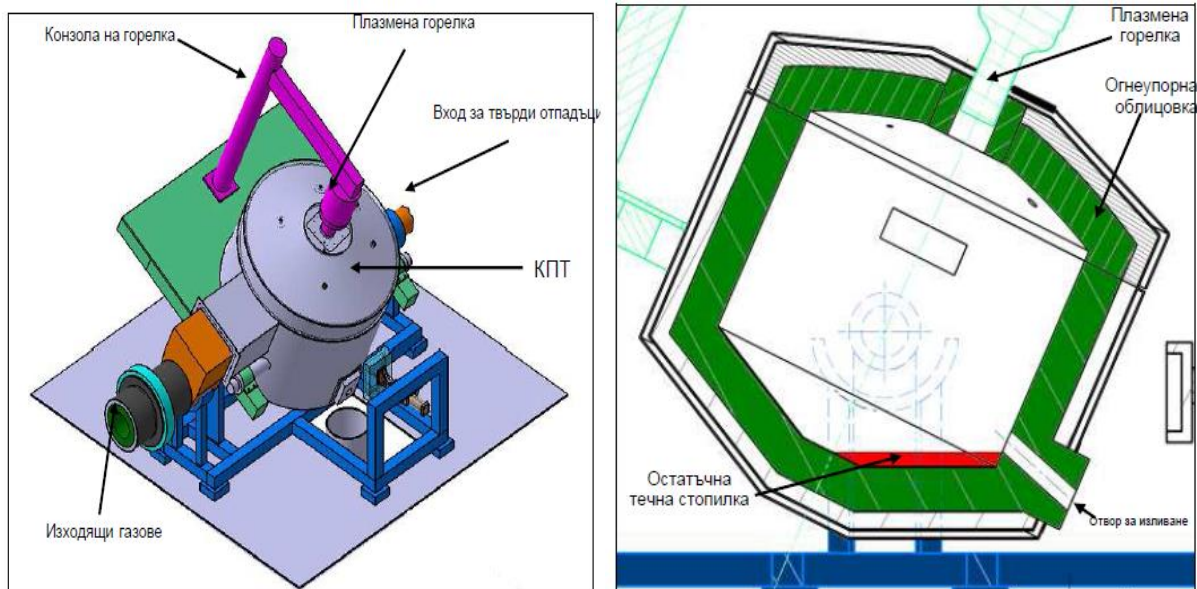 Конзола на горелка
Плазмена горелка
Вход за твърди отпадъци
КПТ
Изходящи газове
Плазмена
горелка
Огнеупорна
облицовка
Остатъчна
течна стопилка
Отвор за изливане